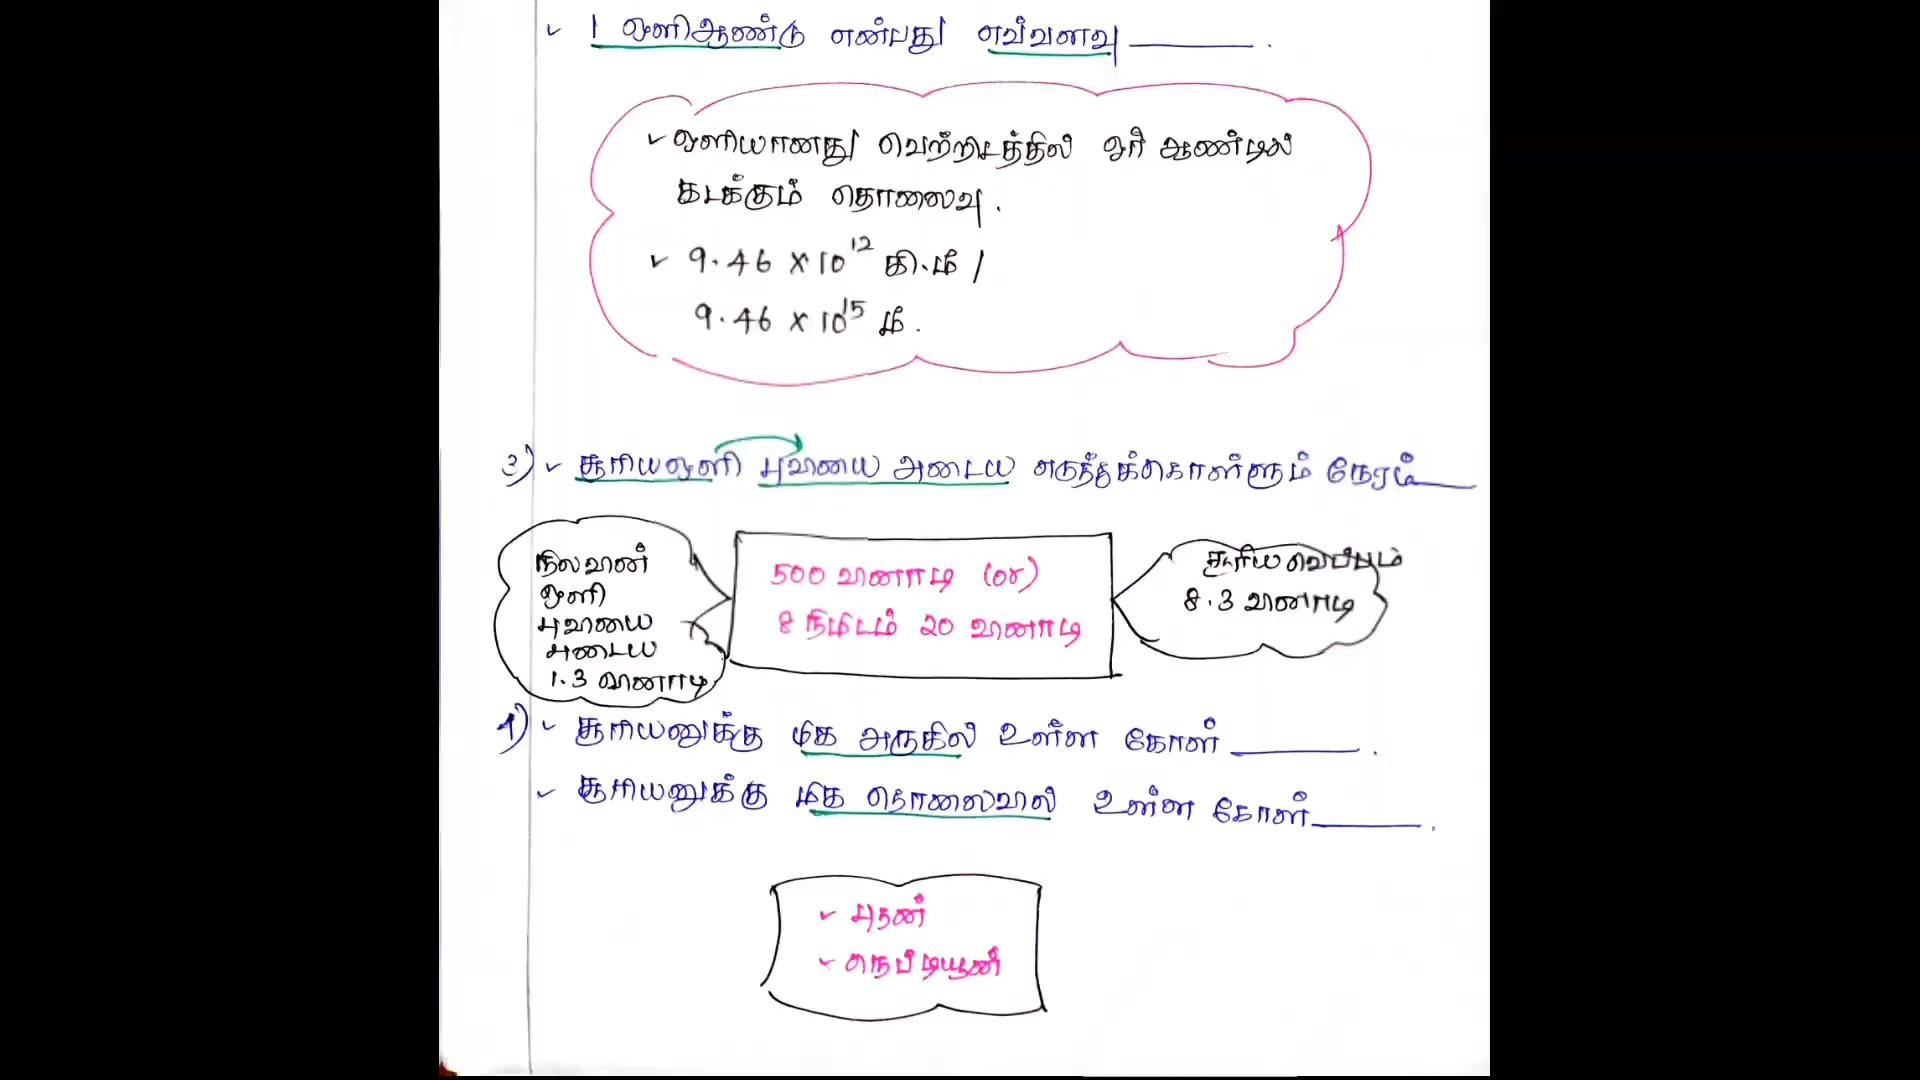 1 ஒளிஆண்டு என்பது எவ்வளவு ______ .
ஒளியானது வெற்றிடத்தில் ஓர் ஆண்டில்
கடக்கும் தொலைவு .
9.46 × 10¹² கி.மீ /
9.46 × 10¹⁵ மீ .
3) சூரியஒளி புவியை அடைய எடுத்துக்கொள்ளும் நேரம் ______
நிலவின்
ஒளி
புவியை
அடைய
1.3 வினாடி
500 வினாடி (or)
8 நிமிடம் 20 வினாடி
சூரிய வெப்பம்
8.3 வினாடி
4) சூரியனுக்கு மிக அருகில் உள்ள கோள் ______ .
சூரியனுக்கு மிக தொலைவில் உள்ள கோள் ______ .
புதன்
நெப்டியூன்